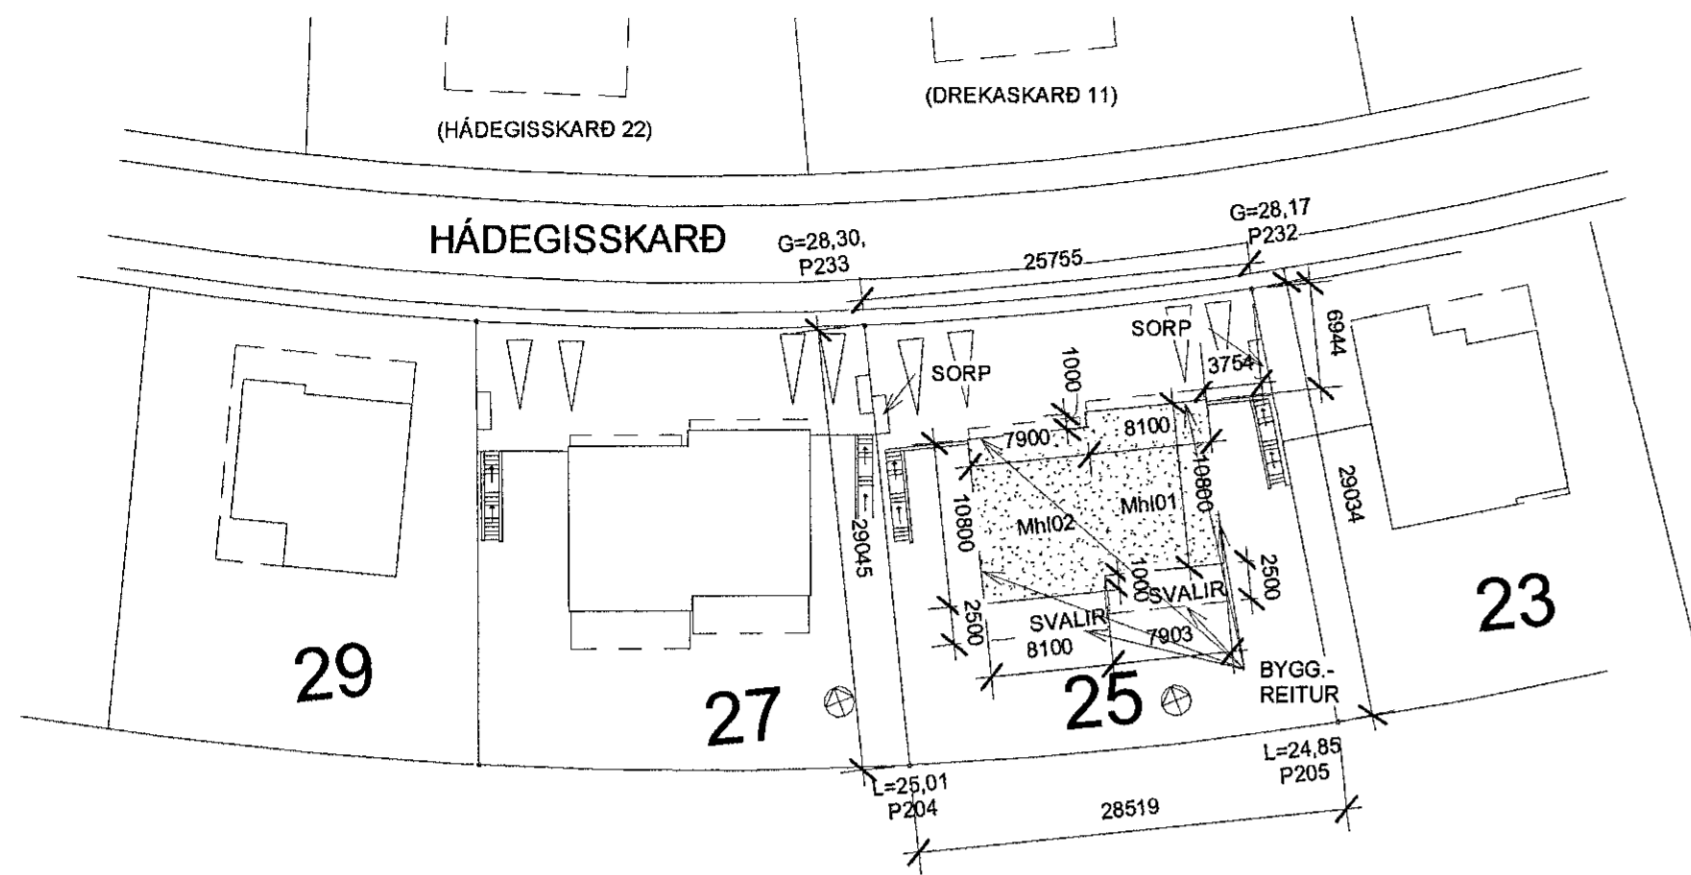 (HÁDEGISSKARÐ 22)
(DREKASKARÐ 11)
HÁDEGISSKARÐ
G=28,30,
P233
25755
G=28,17
P232
SORP
SORP
1000
3754
6944
7900
8100
10800
10800
Mhl02
Mhl01
29045
29034
1000
2500
2500
SVALIR
SVALIR
8100
7903
BYGG.-
REITUR
29
27
25
23
L=25,01
P204
L=24,85
P205
28519